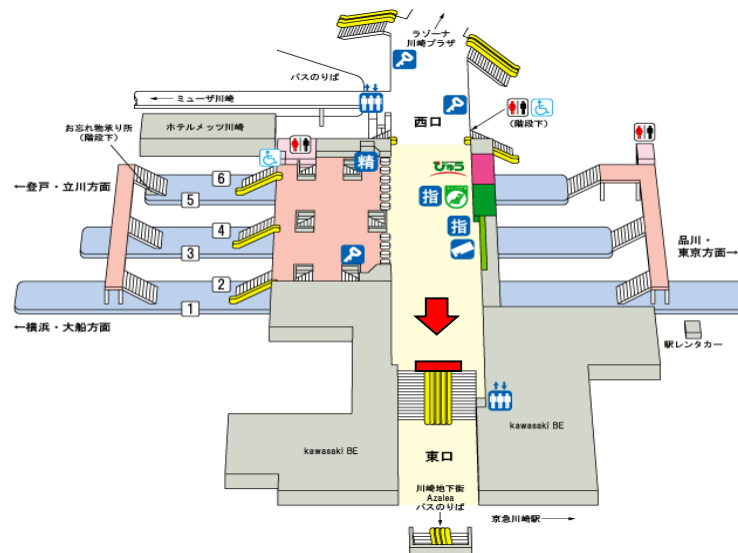 ラゾーナ
川崎プラザ
バスのりば
← ミューザ川崎
西口
ホテルメッツ川崎
お忘れ物承り所
(階段下)
(階段下)
精
びゅう
←登戸・立川方面
6
5
指
指
4
3
品川・
東京方面→
2
1
←横浜・大船方面
駅レンタカー
kawasaki BE
kawasaki BE
東口
川崎地下街
Azalea
バスのりば
京急川崎駅 →